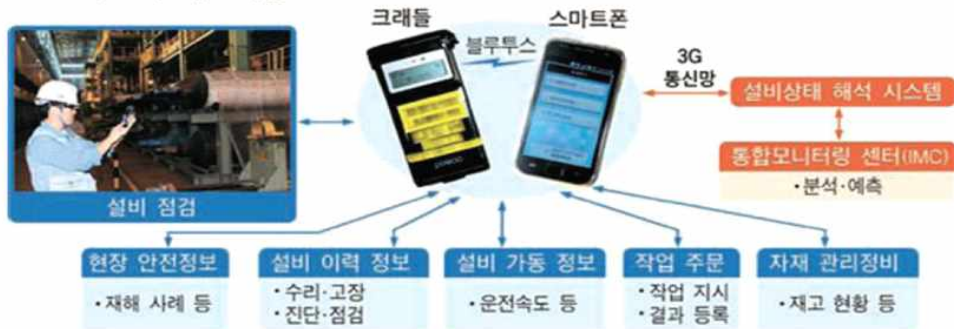 크래들
스마트폰
블루투스
3G
통신망
설비상태 해석 시스템
통합모니터링 센터(IMC)
•분석·예측
설비 점검
현장 안전정보
•재해 사례 등
설비 이력 정보
•수리·고장
•진단·점검
설비 가동 정보
•운전속도 등
작업 주문
•작업 지시
•결과 등록
자재 관리정비
•재고 현황 등